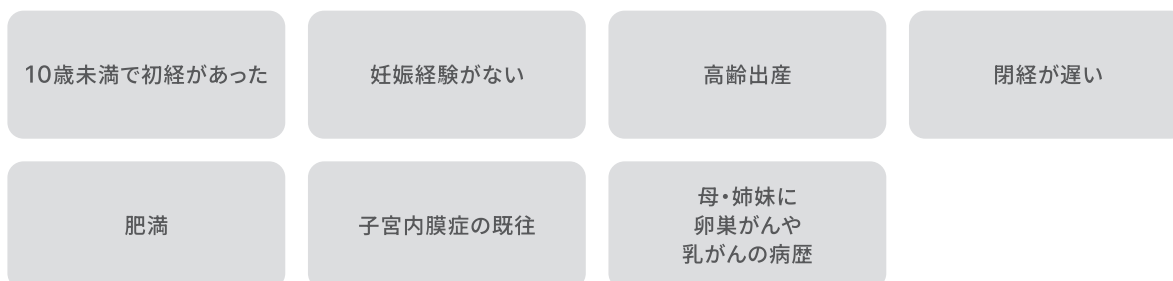 10歳未満で初経があった
妊娠経験がない
高齢出産
閉経が遅い
肥満
子宮内膜症の既往
母・姉妹に
卵巣がんや
乳がんの病歴